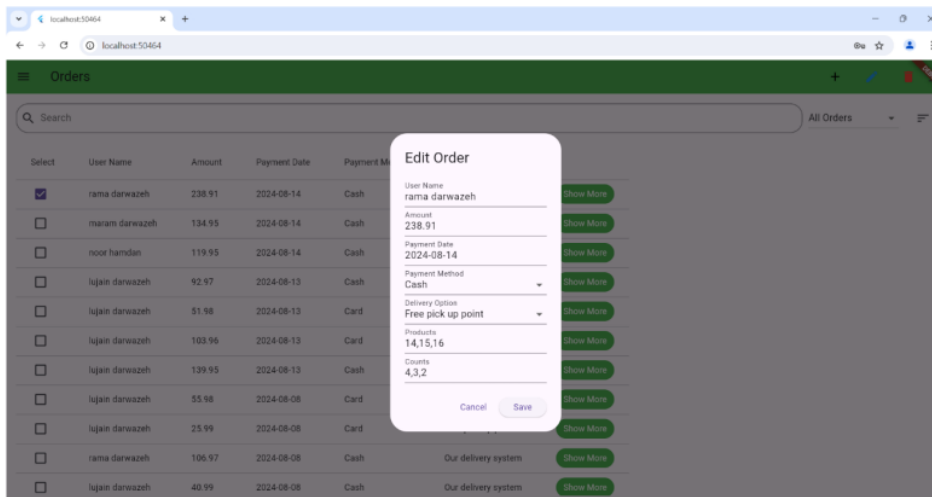 localhost:50464
localhost:50464
Orders
Search
All Orders
Select User Name Amount Payment Date Payment Me
rama darwazeh 238.91 2024-08-14 Cash Show More
maram darwazeh 134.95 2024-08-14 Cash Show More
noor hamdan 119.95 2024-08-14 Cash Show More
lujain darwazeh 92.97 2024-08-13 Cash Show More
lujain darwazeh 51.98 2024-08-13 Card Show More
lujain darwazeh 103.96 2024-08-13 Card Show More
lujain darwazeh 139.95 2024-08-13 Cash Show More
lujain darwazeh 55.98 2024-08-08 Card Show More
lujain darwazeh 25.99 2024-08-08 Card Show More
rama darwazeh 106.97 2024-08-08 Cash Our delivery system Show More
lujain darwazeh 40.99 2024-08-08 Cash Our delivery system Show More
Edit Order
User Name
rama darwazeh
Amount
238.91
Payment Date
2024-08-14
Payment Method
Cash
Delivery Option
Free pick up point
Products
14,15,16
Counts
4,3,2
Cancel Save